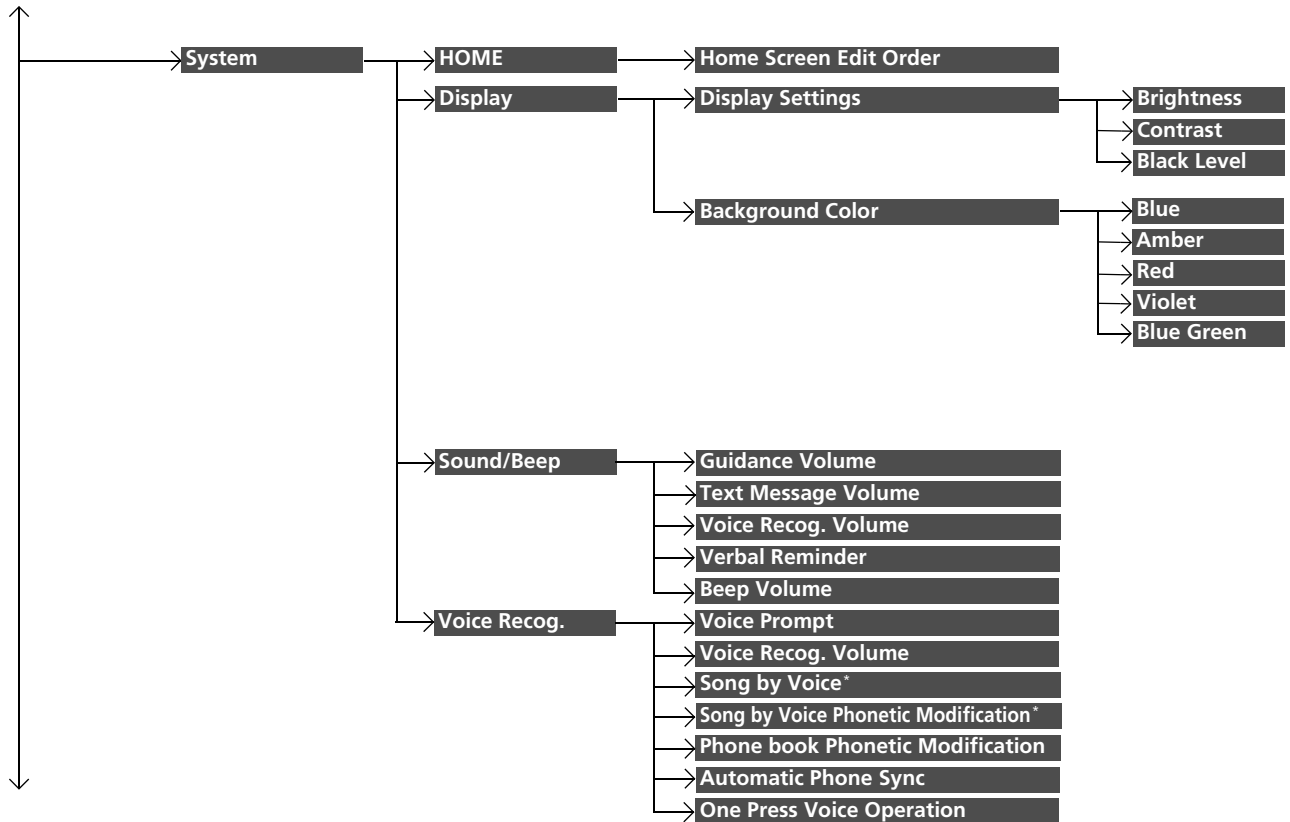 System
HOME
Home Screen Edit Order
Display
Display Settings
Brightness
Contrast
Black Level
Background Color
Blue
Amber
Red
Violet
Blue Green
Sound/Beep
Guidance Volume
Text Message Volume
Voice Recog. Volume
Verbal Reminder
Beep Volume
Voice Recog.
Voice Prompt
Voice Recog. Volume
Song by Voice*
Song by Voice Phonetic Modification*
Phone book Phonetic Modification
Automatic Phone Sync
One Press Voice Operation